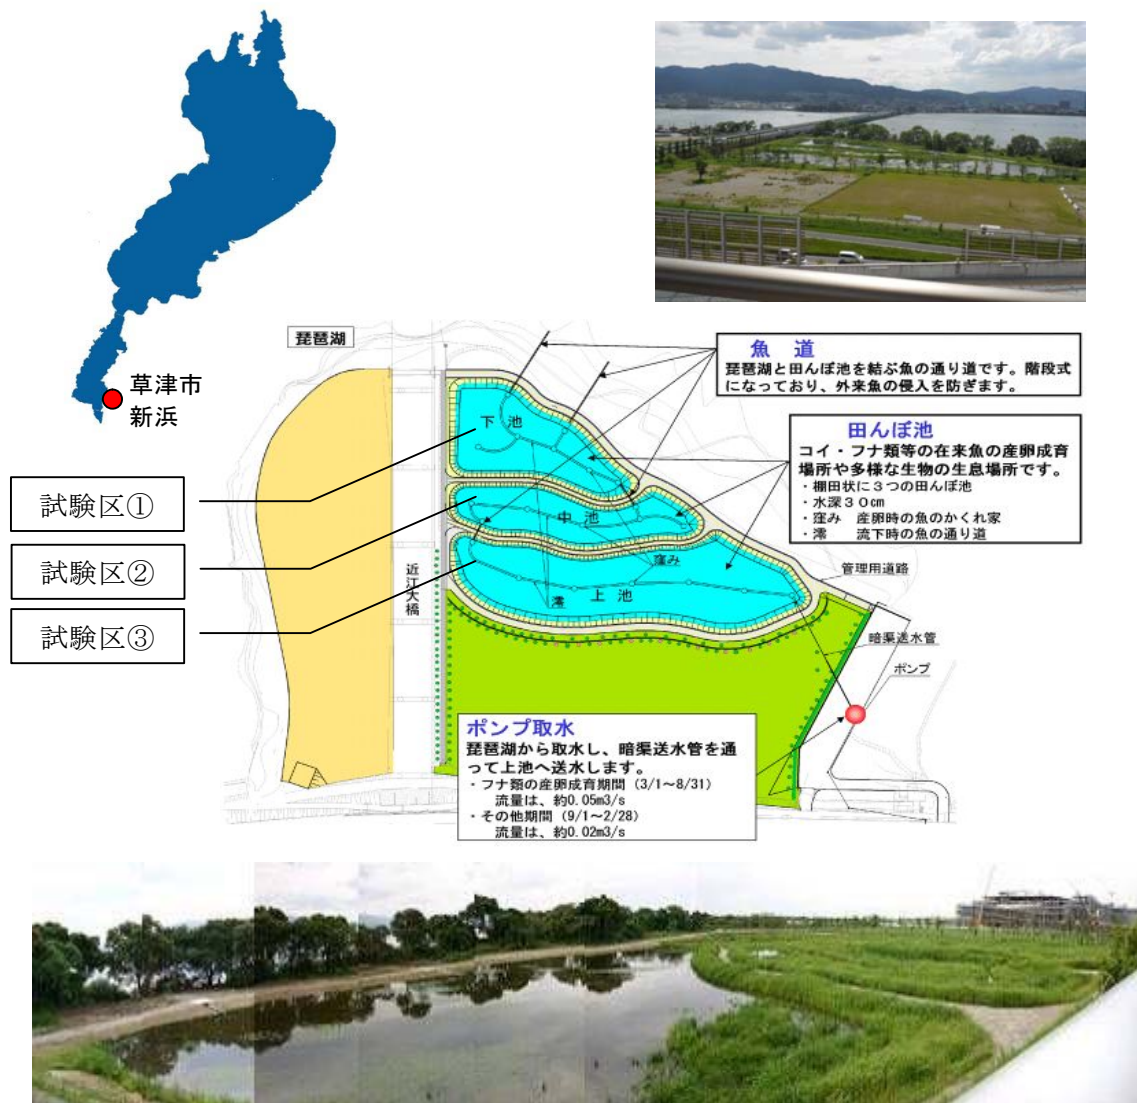 草津市
新浜
琵琶湖
魚 道
琵琶湖と田んぼ池を結ぶ魚の通り道です。階段式
になっており、外来魚の侵入を防ぎます。
田んぼ池
コイ・フナ類等の在来魚の産卵成育
場所や多様な生物の生息場所です。
・棚田状に３つの田んぼ池
・水深３０㎝
・窪み 産卵時の魚のかくれ家
・澪 流下時の魚の通り道
下 池
中 池
上 池
窪み
澪
試験区①
試験区②
試験区③
近江大橋
管理用道路
暗渠送水管
ポンプ
ポンプ取水
琵琶湖から取水し、暗渠送水管を通
って上池へ送水します。
・フナ類の産卵成育期間（3/1～8/31）
流量は、約0.05m3/s
・その他期間（9/1～2/28）
流量は、約0.02m3/s